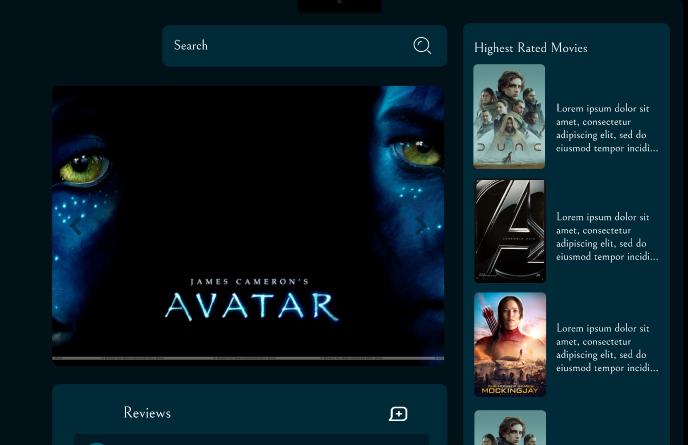 Search
JAMES CAMERON'S
AVATAR
Reviews
Highest Rated Movies
DUNE
Lorem ipsum dolor sit
amet, consectetur
adipiscing elit, sed do
eiusmod tempor incidi...
Lorem ipsum dolor sit
amet, consectetur
adipiscing elit, sed do
eiusmod tempor incidi...
MOCKINGJAY
Lorem ipsum dolor sit
amet, consectetur
adipiscing elit, sed do
eiusmod tempor incidi...